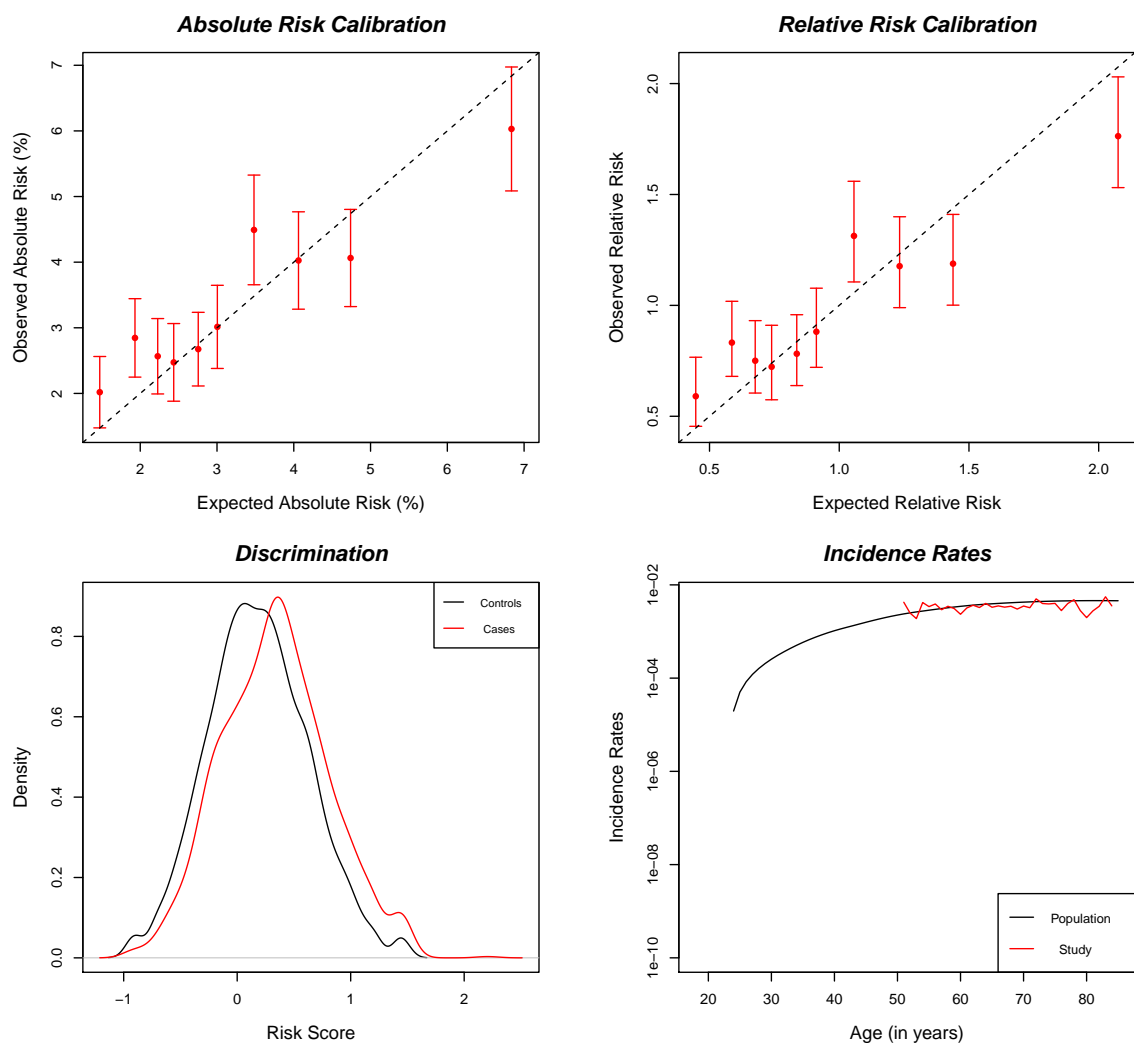 Absolute Risk Calibration
Observed Absolute Risk (%)
7
6
5
4
3
2
2 3 4 5 6 7
Expected Absolute Risk (%)
Relative Risk Calibration
Observed Relative Risk
2.0
1.5
1.0
0.5
0.5 1.0 1.5 2.0
Expected Relative Risk
Discrimination
Density
0.8
0.6
0.4
0.2
0.0
Controls
Cases
−1 0 1 2
Risk Score
Incidence Rates
Incidence Rates
1e−02
1e−04
1e−06
1e−08
1e−10
Population
Study
20 30 40 50 60 70 80
Age (in years)